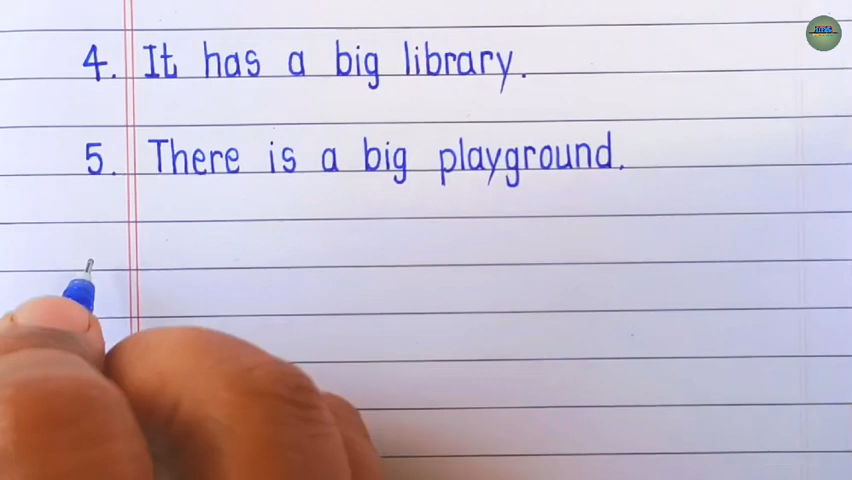 4. It has a big library.
5. There is a big playground.